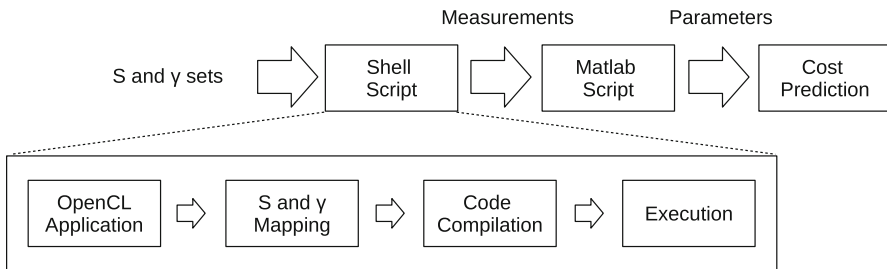 Measurements
Parameters
S and γ sets
Shell
Script
Matlab
Script
Cost
Prediction
OpenCL
Application
S and γ
Mapping
Code
Compilation
Execution